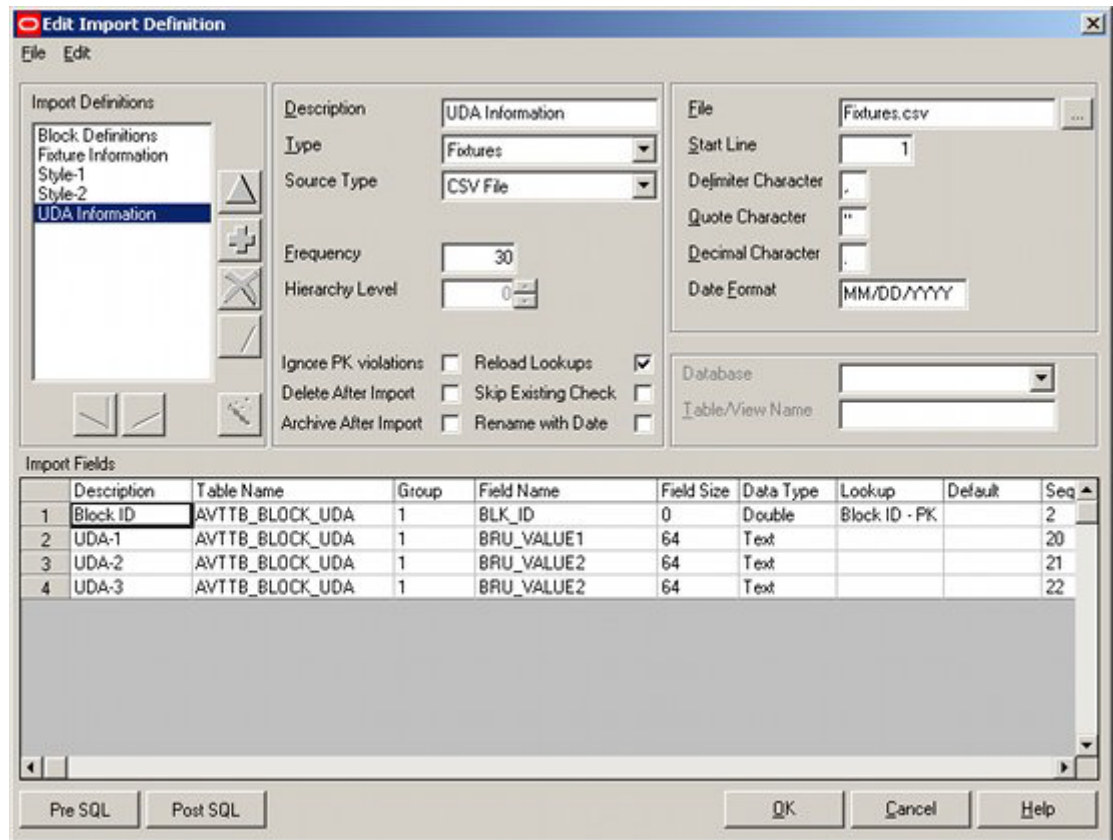 Edit Import Definition
File Edit
Import Definitions
Block Definitions
Fixture Information
Style-1
Style-2
UDA Information
Description UDA Information
Type Fixtures
Source Type CSV File
Frequency 30
Hierarchy Level 0
Ignore PK violations Reload Lookups
Delete After Import Skip Existing Check
Archive After Import Rename with Date
File Fixtures.csv ...
Start Line 1
Delimiter Character ,
Quote Character "
Decimal Character .
Date Format MM/DD/YYYY
Database
Table/View Name
Import Fields
Description Table Name Group Field Name Field Size Data Type Lookup Default Seq
1 Block ID AVTTB_BLOCK_UDA 1 BLK_ID 0 Double Block ID - PK 2
2 UDA-1 AVTTB_BLOCK_UDA 1 BRU_VALUE1 64 Text 20
3 UDA-2 AVTTB_BLOCK_UDA 1 BRU_VALUE2 64 Text 21
4 UDA-3 AVTTB_BLOCK_UDA 1 BRU_VALUE2 64 Text 22
Pre SQL Post SQL OK Cancel Help